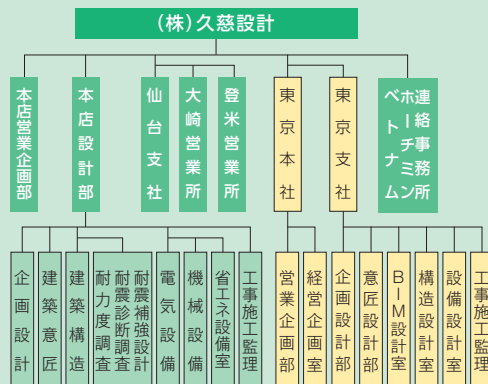 (株)久慈設計
本店営業企画部
本店設計部
仙台支社
大崎営業所
登米営業所
東京本社
東京支社
連絡事務所
ホーチミン
ベトナム
企画設計
建築意匠
建築構造
耐震補強設計
耐震診断調査
耐力度調査
電気設備
機械設備
省エネ設備室
工事施工監理
営業企画部
経営企画室
企画設計部
意匠設計部
BIM設計室
構造設計室
設備設計室
工事施工監理